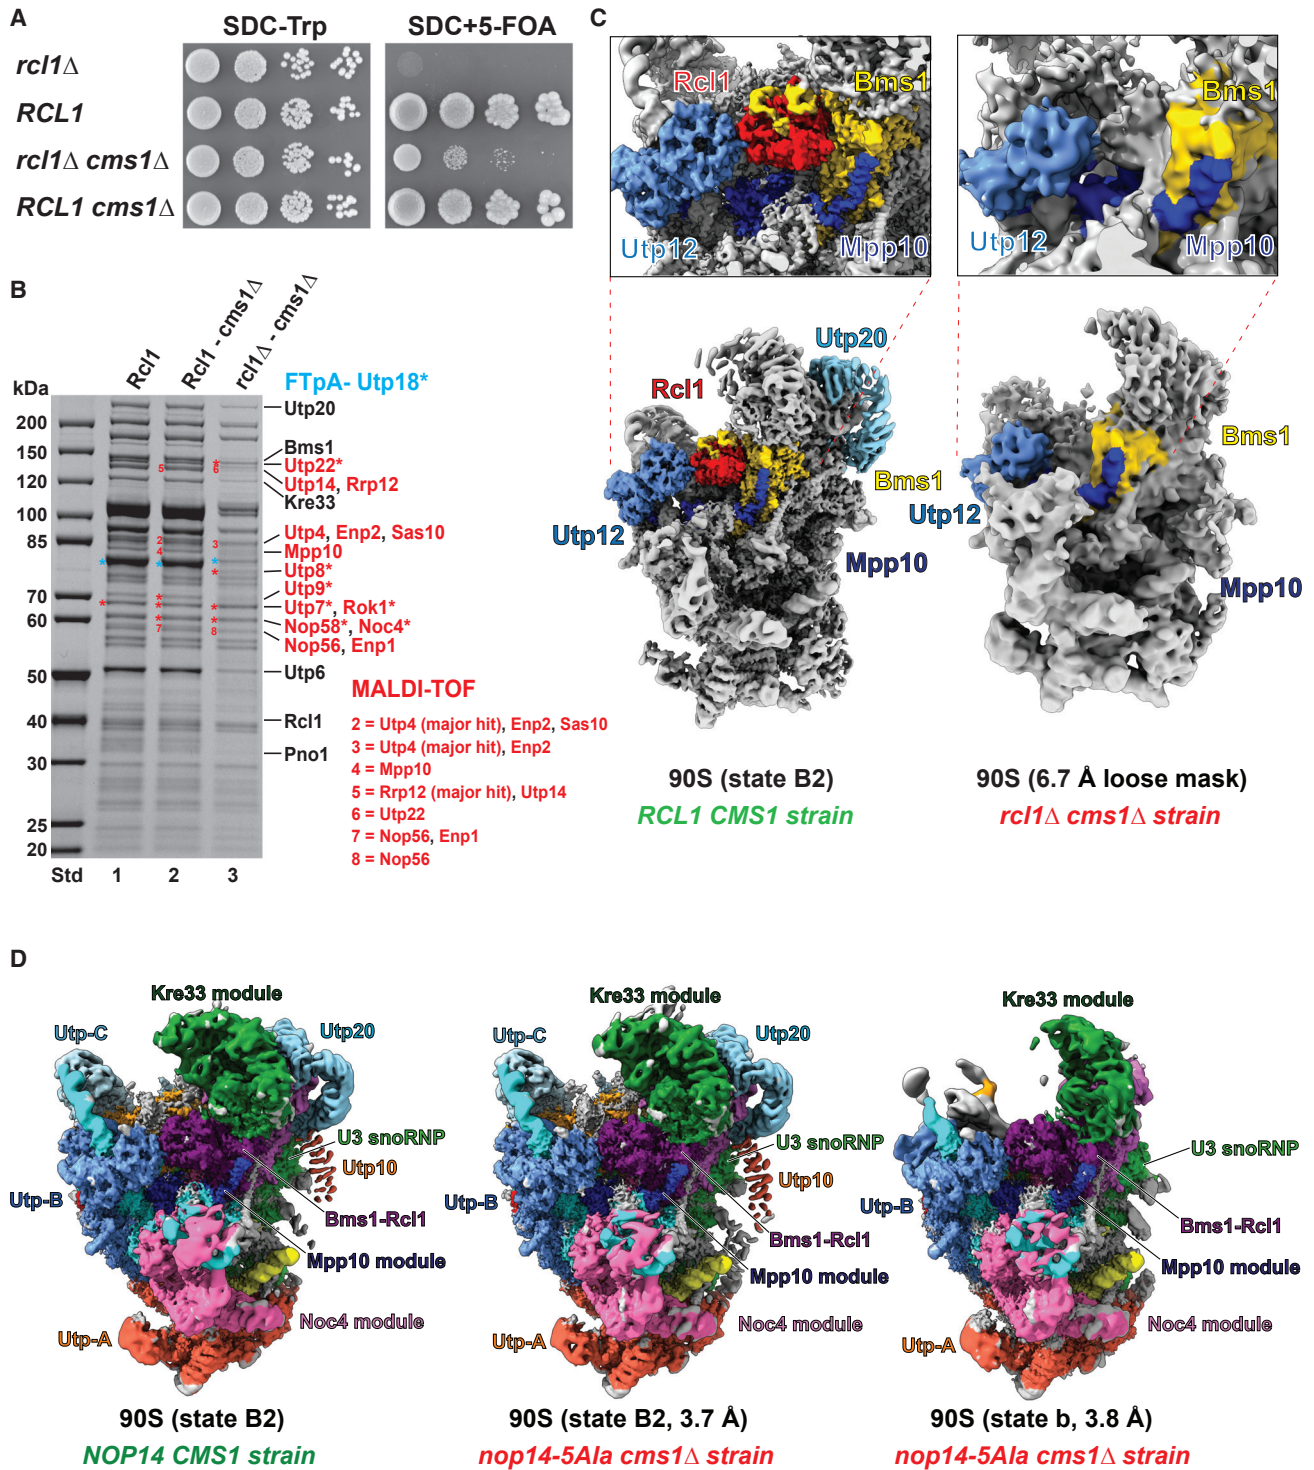 A
SDC-Trp
SDC+5-FOA
rcl1Δ
RCL1
rcl1Δ cms1Δ
RCL1 cms1Δ
B
Rcl1
Rcl1 - cms1Δ
rcl1Δ - cms1Δ
kDa
200
150
120
100
85
70
60
50
40
30
25
20
Std
1
2
3
FTpA- Utp18*
Utp20
Bms1
Utp22*
Utp14, Rrp12
Kre33
Utp4, Enp2, Sas10
Mpp10
Utp8*
Utp9*
Utp7*, Rok1*
Nop58*, Noc4*
Nop56, Enp1
Utp6
Rcl1
Pno1
5
2
4
*
*
*
*
*
7
*
*
6
3
*
*
*
*
8
MALDI-TOF
2 = Utp4 (major hit), Enp2, Sas10
3 = Utp4 (major hit), Enp2
4 = Mpp10
5 = Rrp12 (major hit), Utp14
6 = Utp22
7 = Nop56, Enp1
8 = Nop56
C
Rcl1
Bms1
Utp12
Mpp10
Bms1
Utp12
Mpp10
Utp20
Rcl1
Bms1
Utp12
Mpp10
90S (state B2)
RCL1 CMS1 strain
Bms1
Utp12
Mpp10
90S (6.7 Å loose mask)
rcl1Δ cms1Δ strain
D
Kre33 module
Utp-C
Utp20
U3 snoRNP
Utp10
Utp-B
Bms1-Rcl1
Mpp10 module
Noc4 module
Utp-A
90S (state B2)
NOP14 CMS1 strain
Kre33 module
Utp-C
Utp20
U3 snoRNP
Utp10
Utp-B
Bms1-Rcl1
Mpp10 module
Noc4 module
Utp-A
90S (state B2, 3.7 Å)
nop14-5Ala cms1Δ strain
Kre33 module
U3 snoRNP
Utp-B
Bms1-Rcl1
Mpp10 module
Noc4 module
Utp-A
90S (state b, 3.8 Å)
nop14-5Ala cms1Δ strain